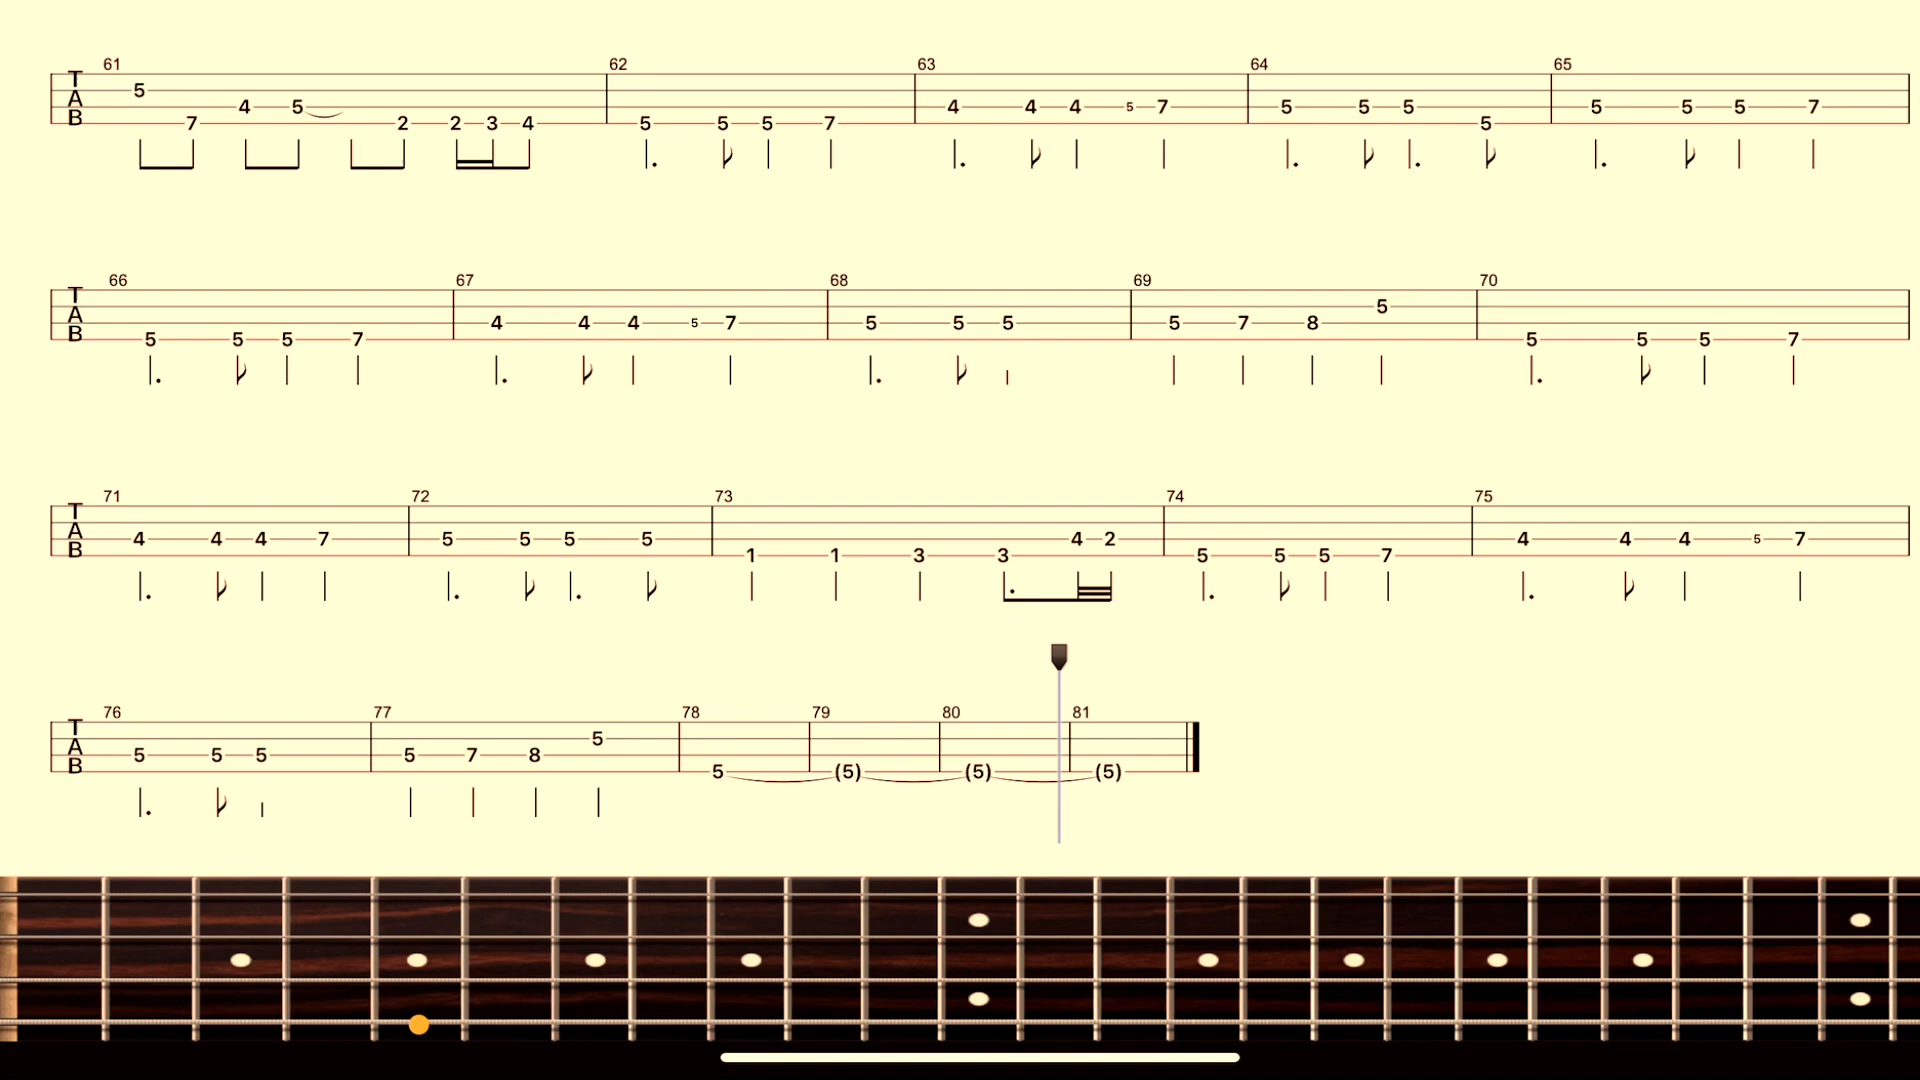 61 62 63 64 65
T
5
A 4 5 4 4 4 5 7 5 5 5 5 5 5 7
B 7 2 2 3 4 5 5 5 7 5
66 67 68 69 70
T
5
A 4 4 4 5 7 5 5 5 5 7 8
B 5 5 5 7 5 5 5 7
71 72 73 74 75
T
A 4 4 4 7 5 5 5 5 4 2 4 4 4 5 7
B 1 1 3 3 5 5 5 7
76 77 78 79 80 81
T
5
A 5 5 5 5 7 8
B 5 (5) (5) (5)